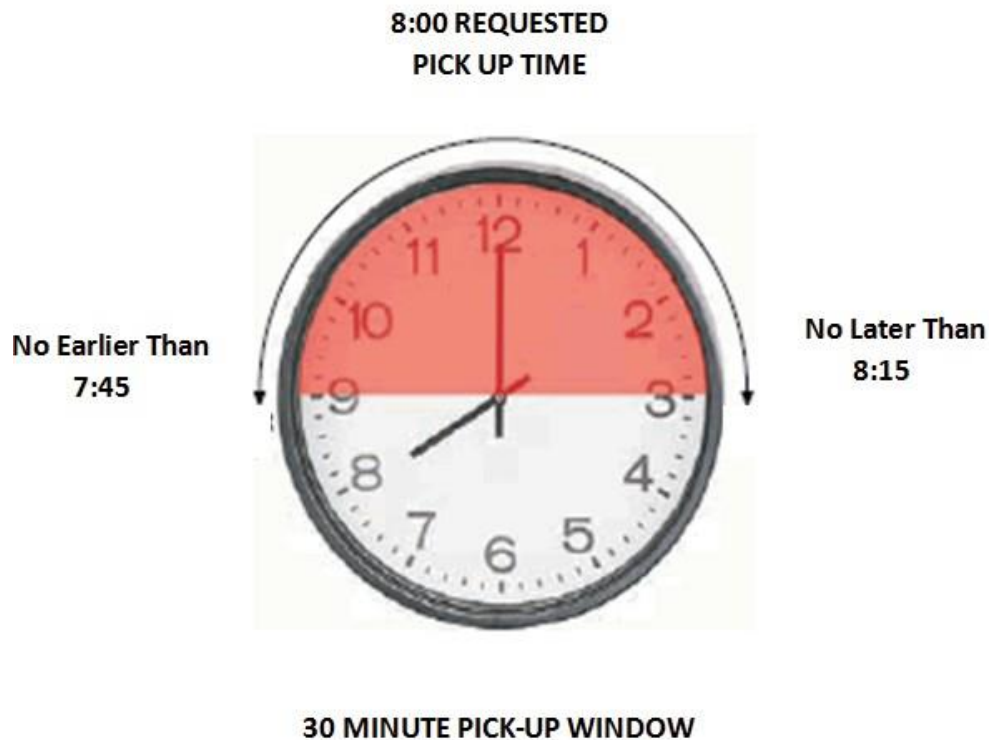 8:00 REQUESTED
PICK UP TIME
12
11
1
10
2
No Earlier Than
7:45
No Later Than
8:15
9
3
8
4
7
5
6
30 MINUTE PICK-UP WINDOW